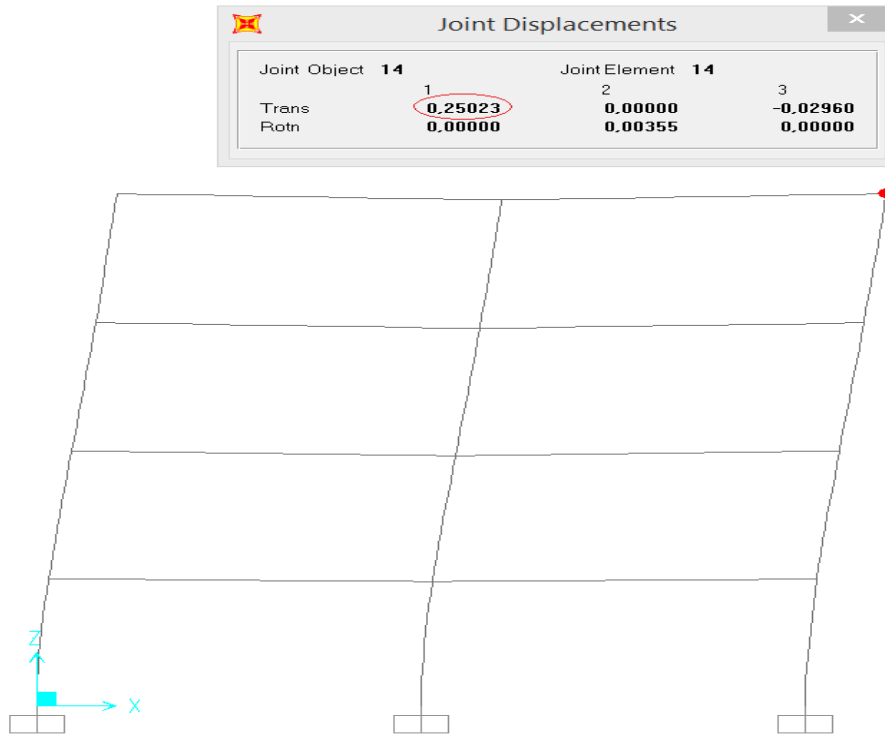 Joint Displacements
Joint Object 14 Joint Element 14
1 2 3
Trans 0,25023 0,00000 -0,02960
Rotn 0,00000 0,00355 0,00000
Z
X